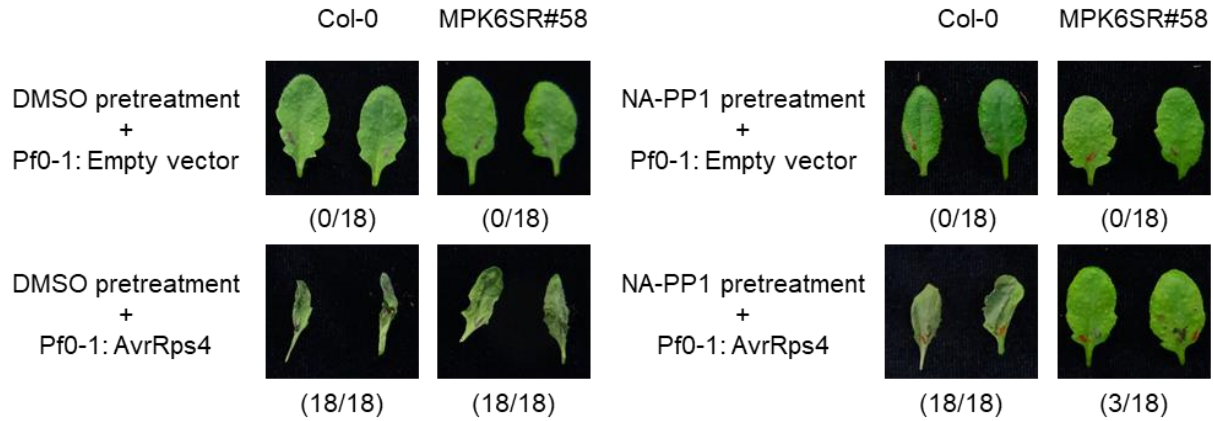 Col-0 MPK6SR#58 Col-0 MPK6SR#58
DMSO pretreatment
+
Pf0-1: Empty vector
NA-PP1 pretreatment
+
Pf0-1: Empty vector
(0/18) (0/18) (0/18) (0/18)
DMSO pretreatment
+
Pf0-1: AvrRps4
NA-PP1 pretreatment
+
Pf0-1: AvrRps4
(18/18) (18/18) (18/18) (3/18)